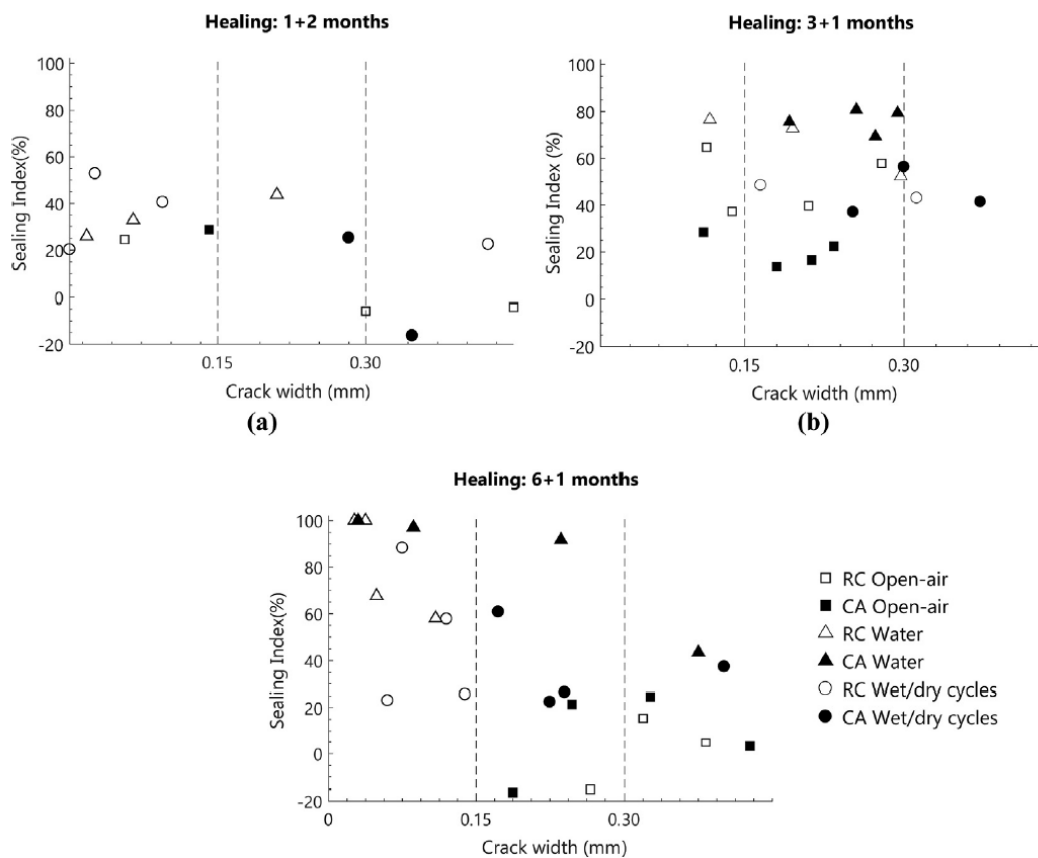 Healing: 1+2 months
Sealing Index(%)
100
80
60
40
20
0
-20
0.15
0.30
Crack width (mm)
(a)
Healing: 3+1 months
Sealing Index (%)
100
80
60
40
20
0
-20
0.15
0.30
Crack width (mm)
(b)
Healing: 6+1 months
Sealing Index(%)
100
80
60
40
20
0
-20
0
0.15
0.30
Crack width (mm)
RC Open-air
CA Open-air
RC Water
CA Water
RC Wet/dry cycles
CA Wet/dry cycles